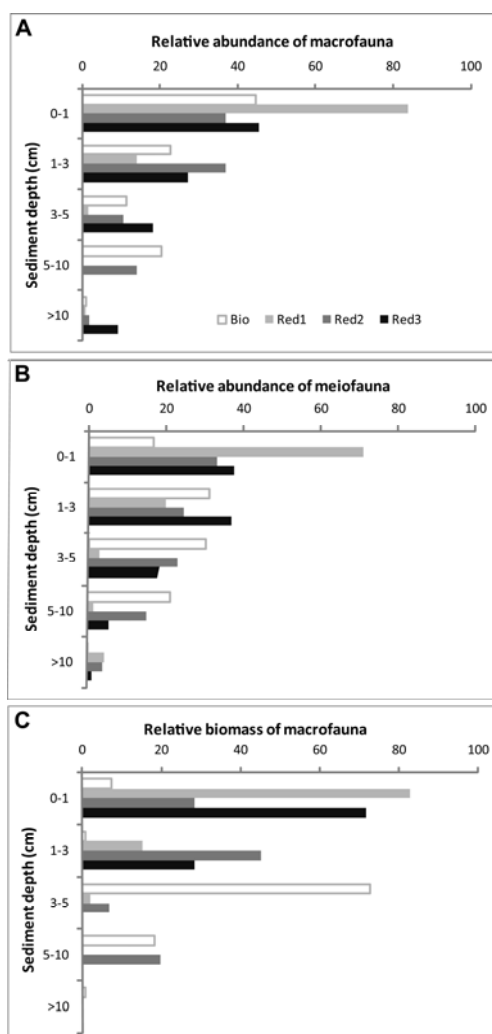 A
Relative abundance of macrofauna
0 20 40 60 80 100
Sediment depth (cm)
0-1
1-3
3-5
5-10
>10
Bio Red1 Red2 Red3
B
Relative abundance of meiofauna
0 20 40 60 80 100
Sediment depth (cm)
0-1
1-3
3-5
5-10
>10
C
Relative biomass of macrofauna
0 20 40 60 80 100
Sediment depth (cm)
0-1
1-3
3-5
5-10
>10